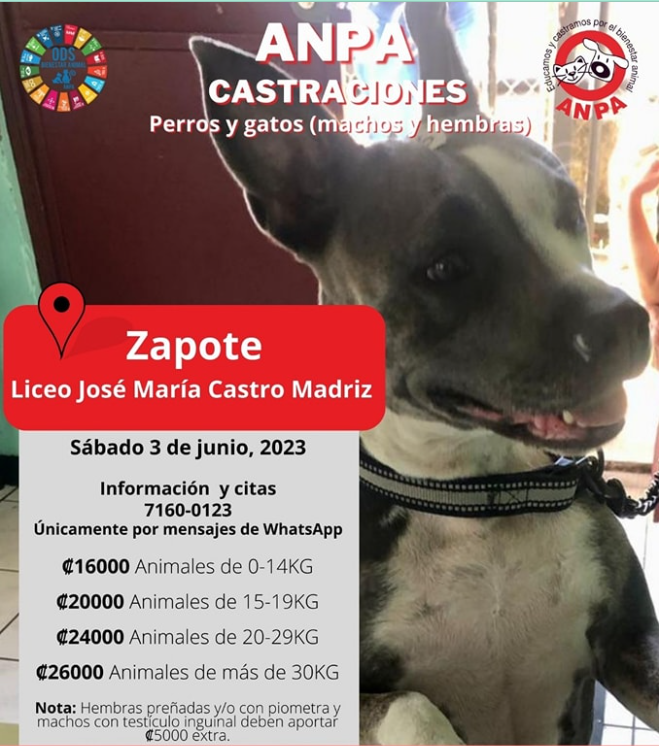 ANPA
CASTRACIONES
Perros y gatos (machos y hembras)
ODS
Educamos y castramos por el bienestar animal
ANPA
Zapote
Liceo José María Castro Madriz
Sábado 3 de junio, 2023
Información y citas
7160-0123
Únicamente por mensajes de WhatsApp
₡16000 Animales de 0-14KG
₡20000 Animales de 15-19KG
₡24000 Animales de 20-29KG
₡26000 Animales de más de 30KG
Nota: Hembras preñadas y/o con piometra y
machos con testículo inguinal deben aportar
₡5000 extra.